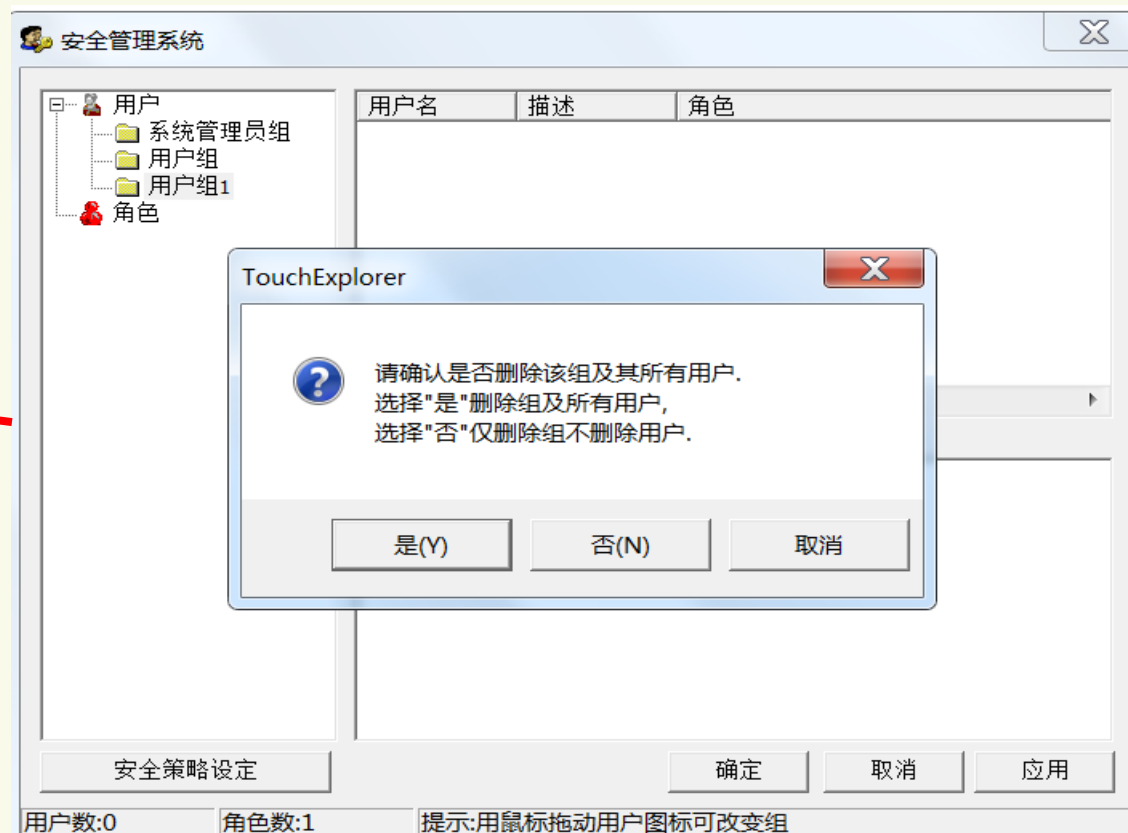 安全管理系统
用户
系统管理员组
用户组
用户组1
角色
用户名 描述 角色
TouchExplorer
请确认是否删除该组及其所有用户.
选择"是"删除组及所有用户,
选择"否"仅删除组不删除用户.
是(Y) 否(N) 取消
安全策略设定 确定 取消 应用
用户数:0 角色数:1 提示:用鼠标拖动用户图标可改变组